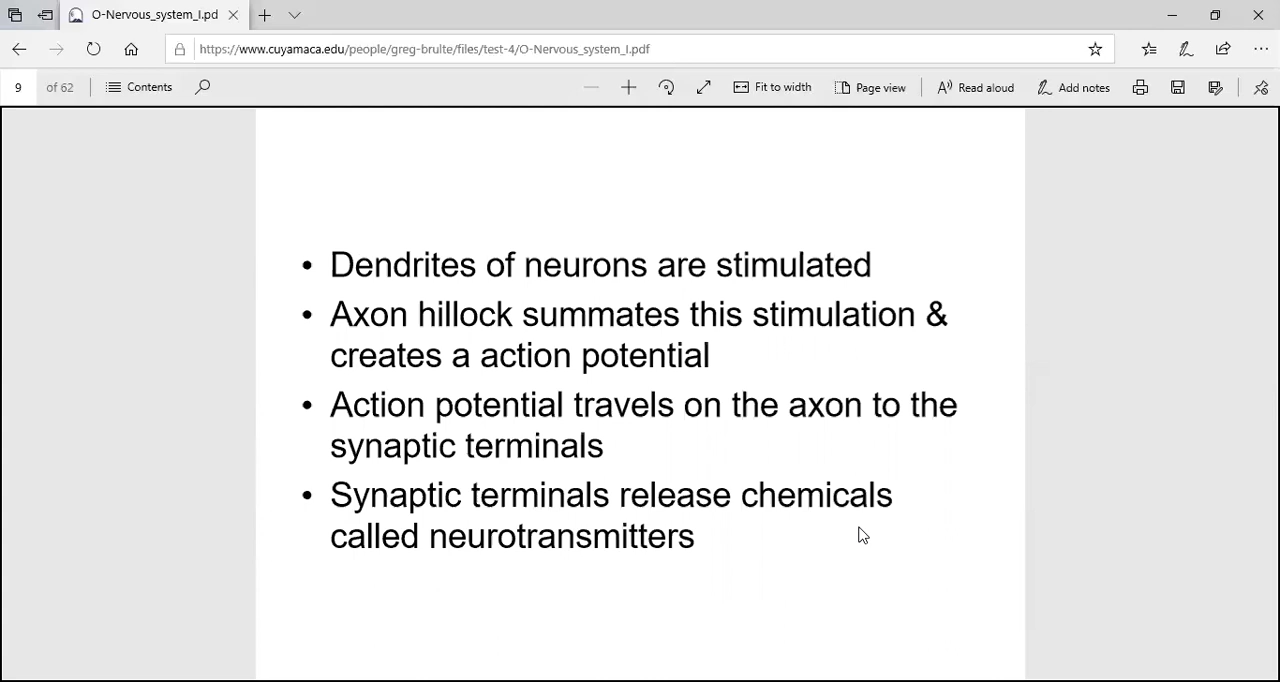 O-Nervous_system_I.pd
https://www.cuyamaca.edu/people/greg-brulte/files/test-4/O-Nervous_system_I.pdf
9 of 62 Contents Fit to width Page view Read aloud Add notes
• Dendrites of neurons are stimulated
• Axon hillock summates this stimulation &
creates a action potential
• Action potential travels on the axon to the
synaptic terminals
• Synaptic terminals release chemicals
called neurotransmitters